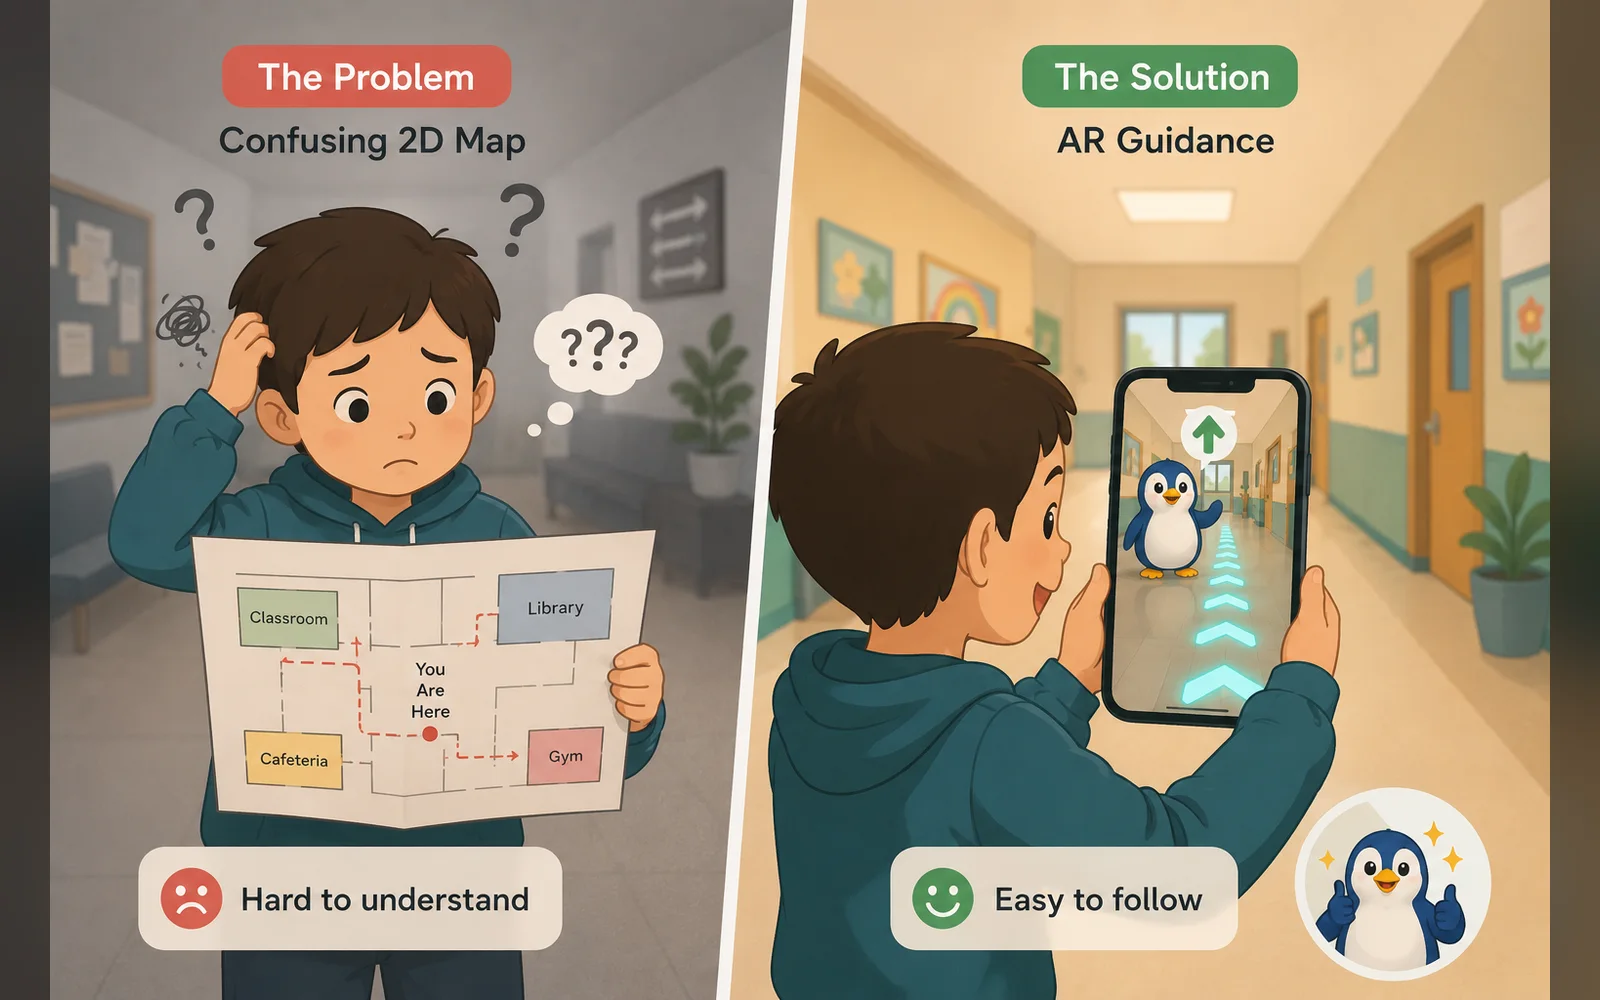 The Problem
Confusing 2D Map
? ?
???
Classroom
Library
You
Are
Here
Cafeteria
Gym
Hard to understand
The Solution
AR Guidance
Easy to follow